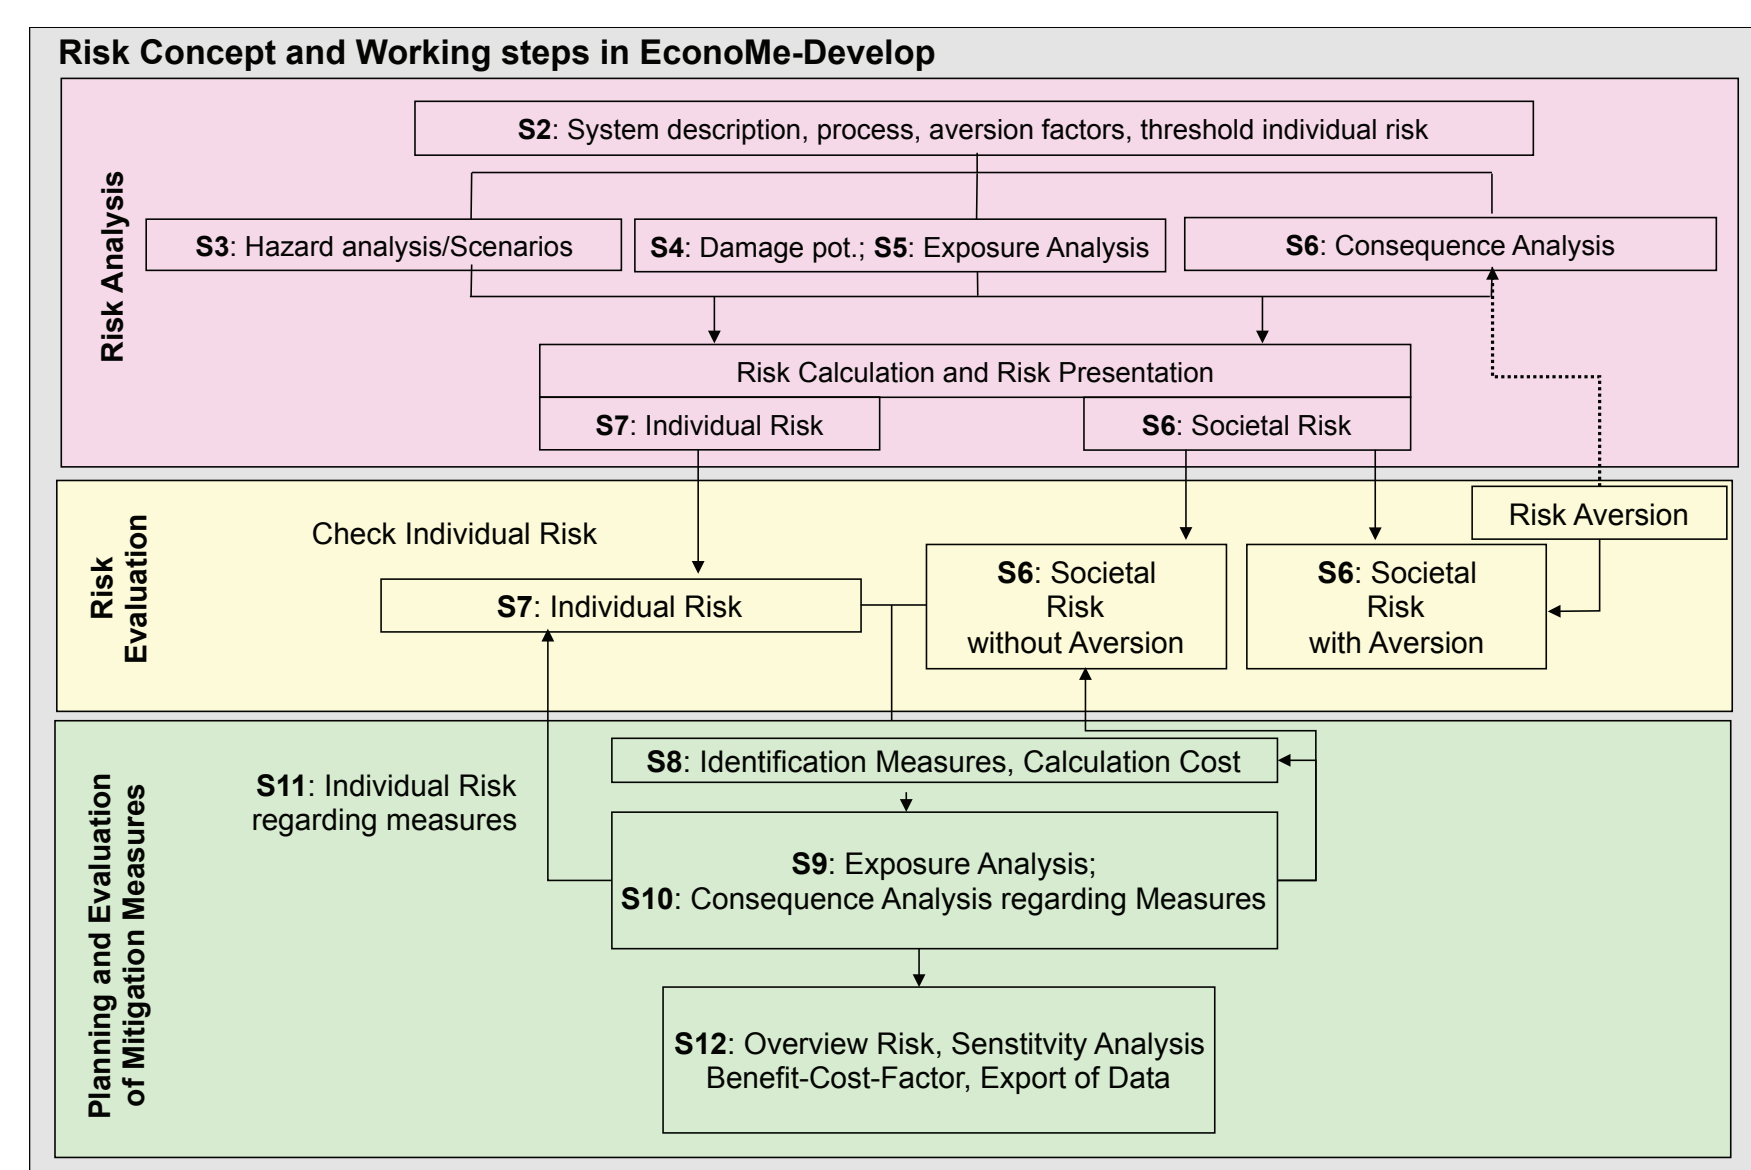 Risk Concept and Working steps in EconoMe-Develop
Risk Analysis
S2: System description, process, aversion factors, threshold individual risk
S3: Hazard analysis/Scenarios
S4: Damage pot.; S5: Exposure Analysis
S6: Consequence Analysis
Risk Calculation and Risk Presentation
S7: Individual Risk
S6: Societal Risk
Risk
Evaluation
Check Individual Risk
Risk Aversion
S7: Individual Risk
S6: Societal
Risk
without Aversion
S6: Societal
Risk
with Aversion
Planning and Evaluation
of Mitigation Measures
S8: Identification Measures, Calculation Cost
S11: Individual Risk
regarding measures
S9: Exposure Analysis;
S10: Consequence Analysis regarding Measures
S12: Overview Risk, Senstitvity Analysis
Benefit-Cost-Factor, Export of Data